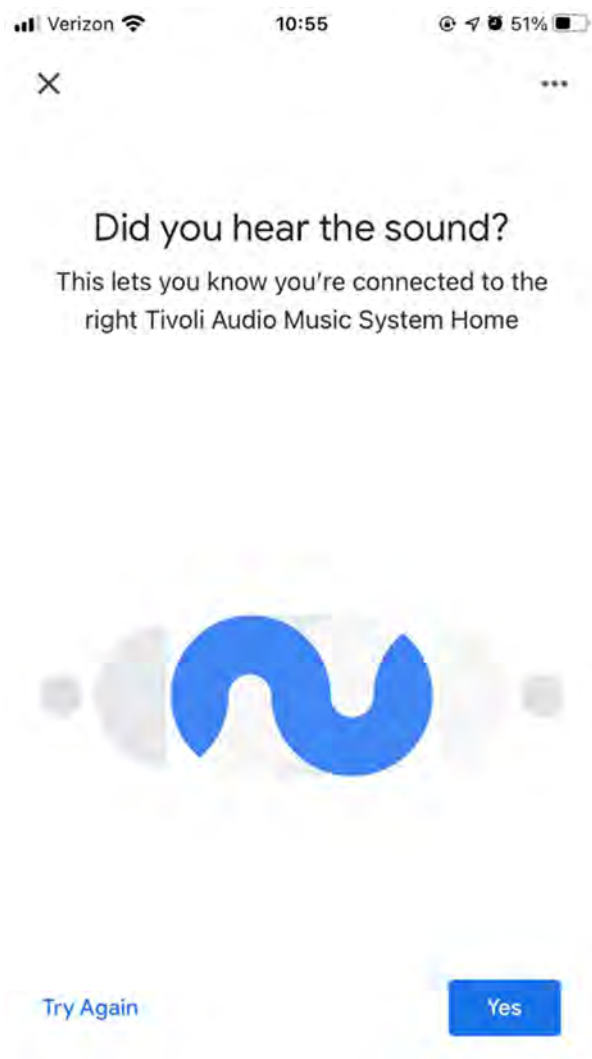 Verizon 10:55 51%
Did you hear the sound?
This lets you know you're connected to the
right Tivoli Audio Music System Home
Try Again Yes